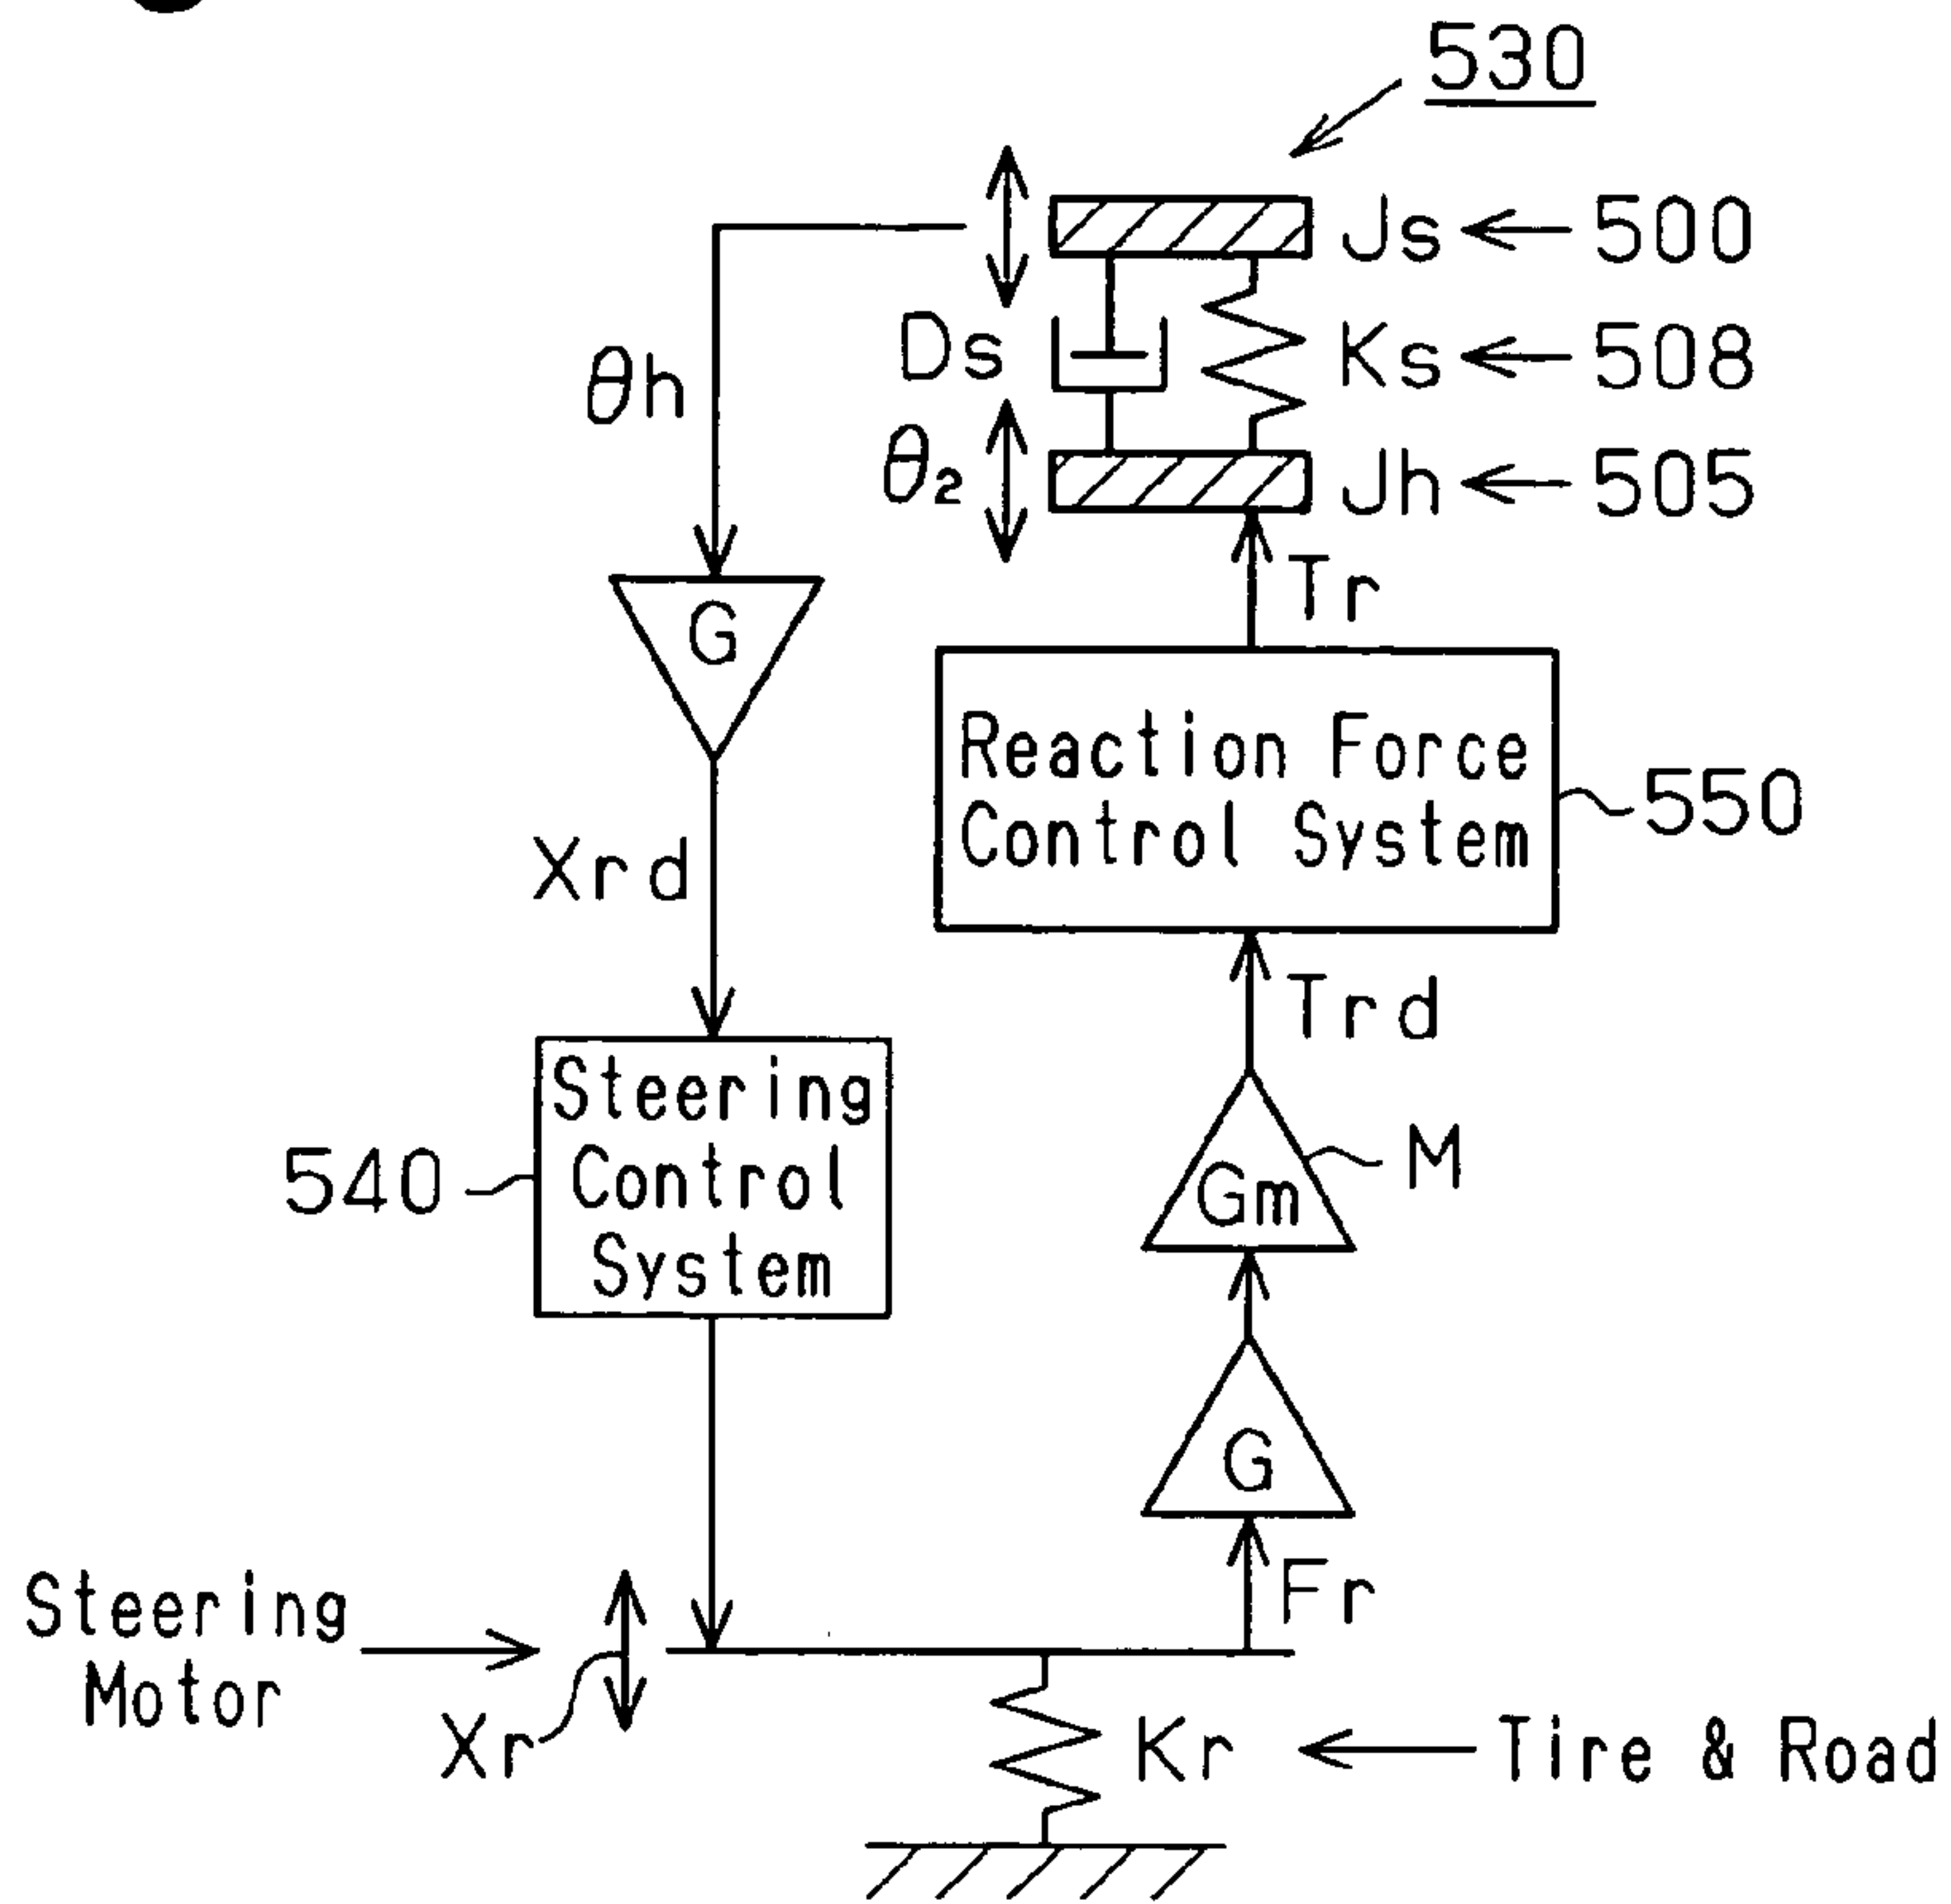 530
Js
500
Ds
Ks
508
θh
θ2
Jh
505
Tr
G
Reaction Force
Control System
550
Xrd
Trd
Steering
Control
System
540
Gm
M
G
Fr
Steering
Motor
Xr
Kr
Tire & Road